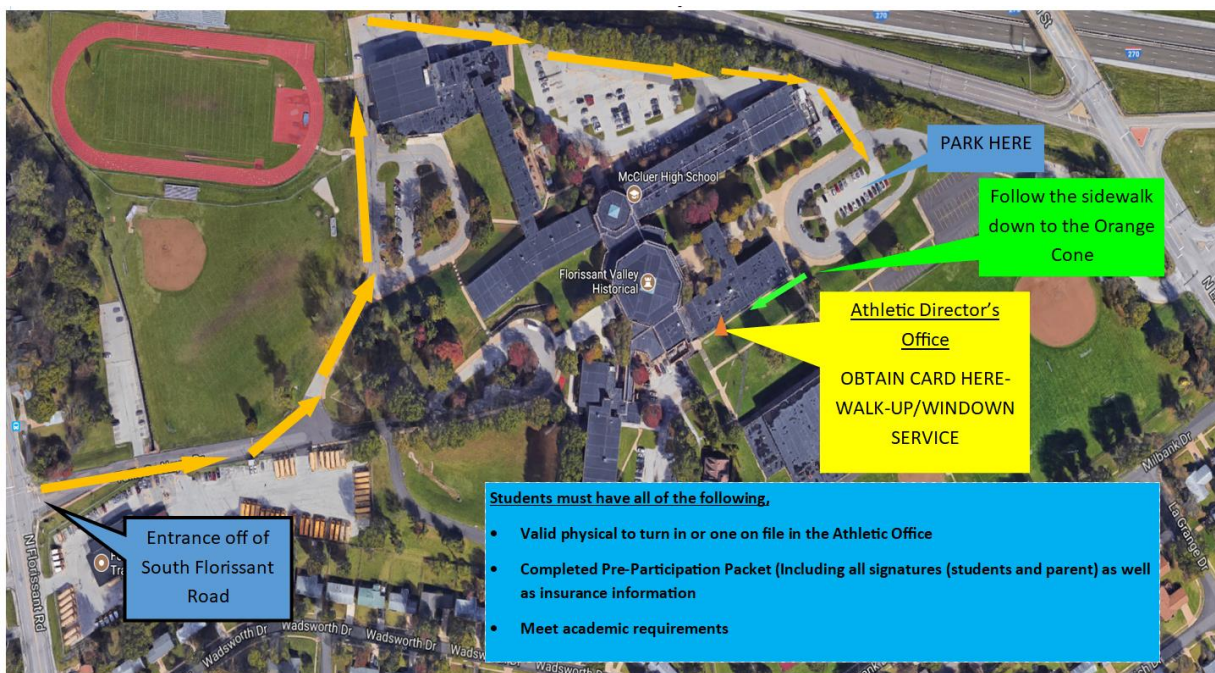 270
270
PARK HERE
McCluer High School
Follow the sidewalk
down to the Orange
Cone
Florissant Valley
Historical
Athletic Director's
Office
OBTAIN CARD HERE-
WALK-UP/WINDOWN
SERVICE
Milbank Dr
La Grange Dr
Students must have all of the following,
• Valid physical to turn in or one on file in the Athletic Office
• Completed Pre-Participation Packet (Including all signatures (students and parent) as well
as insurance information
• Meet academic requirements
Entrance off of
South Florissant
Road
N Florissant Rd
Wadsworth Dr
Wadsworth Dr
Wadsworth Dr
Wadsworth Dr